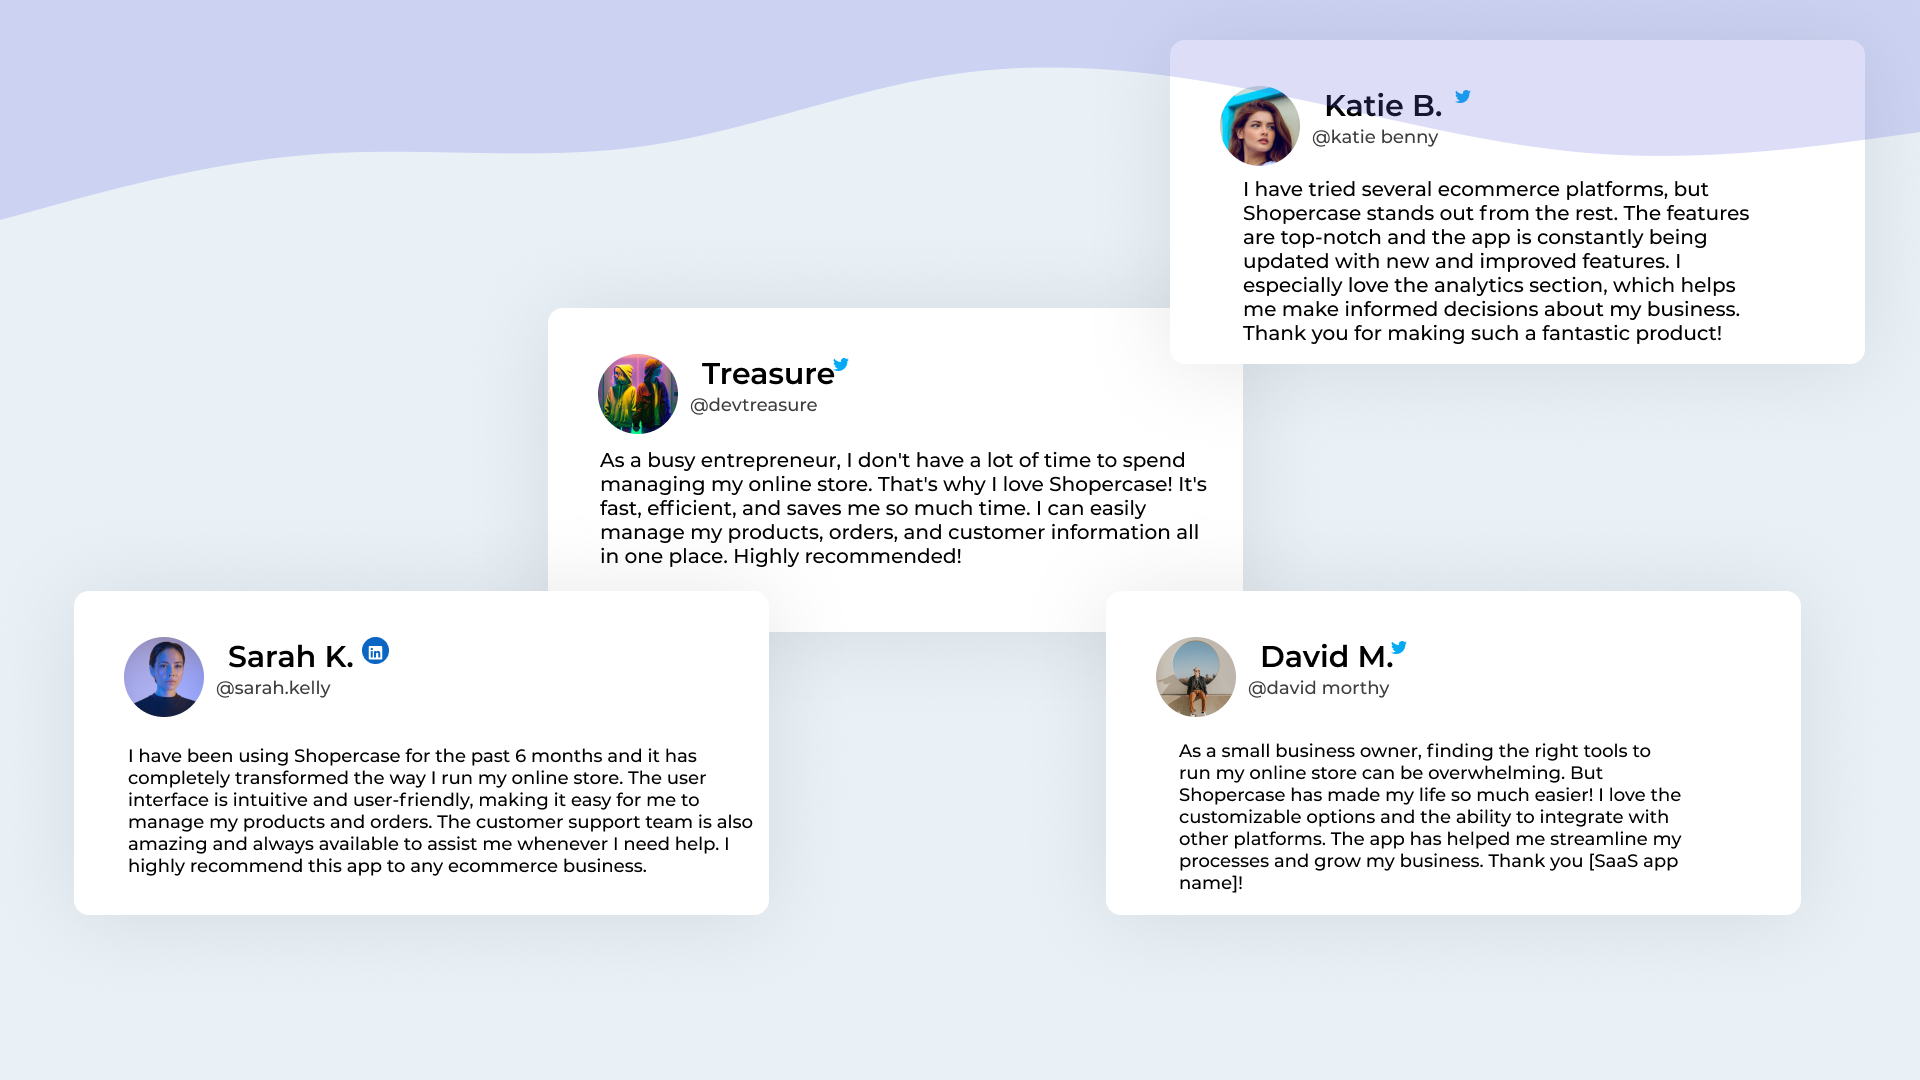 Katie B.
@katie benny
I have tried several ecommerce platforms, but
Shopercase stands out from the rest. The features
are top-notch and the app is constantly being
updated with new and improved features. I
especially love the analytics section, which helps
me make informed decisions about my business.
Thank you for making such a fantastic product!
Treasure
@devtreasure
As a busy entrepreneur, I don't have a lot of time to spend
managing my online store. That's why I love Shopercase! It's
fast, efficient, and saves me so much time. I can easily
manage my products, orders, and customer information all
in one place. Highly recommended!
Sarah K.
in
@sarah.kelly
I have been using Shopercase for the past 6 months and it has
completely transformed the way I run my online store. The user
interface is intuitive and user-friendly, making it easy for me to
manage my products and orders. The customer support team is also
amazing and always available to assist me whenever I need help. I
highly recommend this app to any ecommerce business.
David M.
@david morthy
As a small business owner, finding the right tools to
run my online store can be overwhelming. But
Shopercase has made my life so much easier! I love the
customizable options and the ability to integrate with
other platforms. The app has helped me streamline my
processes and grow my business. Thank you [SaaS app
name]!